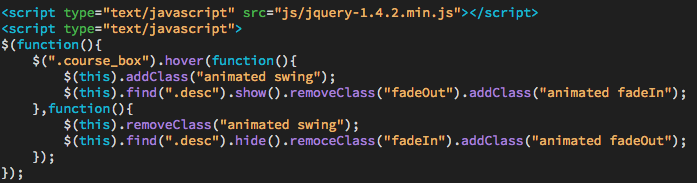 <script type="text/javascript" src="js/jquery-1.4.2.min.js"></script>
<script type="text/javascript">
$(function(){
    $(".course_box").hover(function(){
        $(this).addClass("animated swing");
        $(this).find(".desc").show().removeClass("fadeOut").addClass("animated fadeIn");
    },function(){
        $(this).removeClass("animated swing");
        $(this).find(".desc").hide().remoceClass("fadeIn").addClass("animated fadeOut");
    });
});